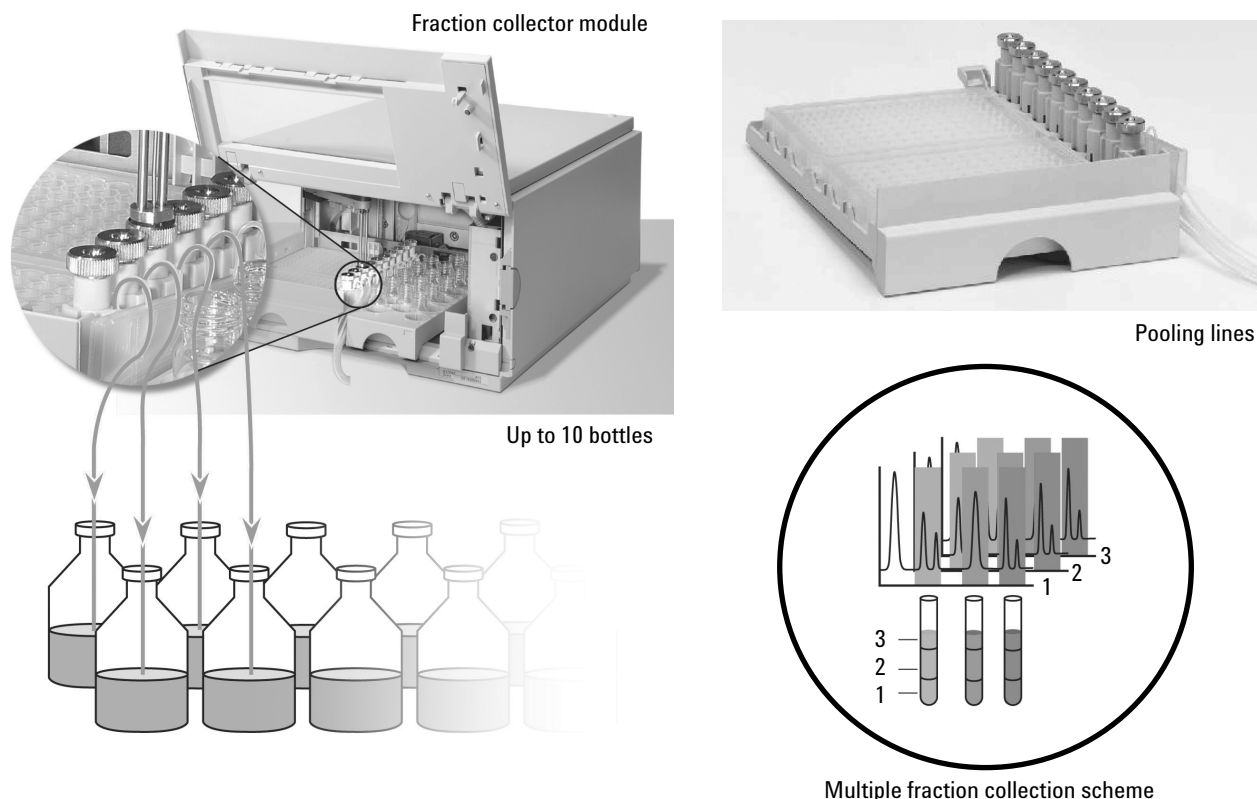 Fraction collector module
Pooling lines
Up to 10 bottles
3
2
1
3
2
1
Multiple fraction collection scheme